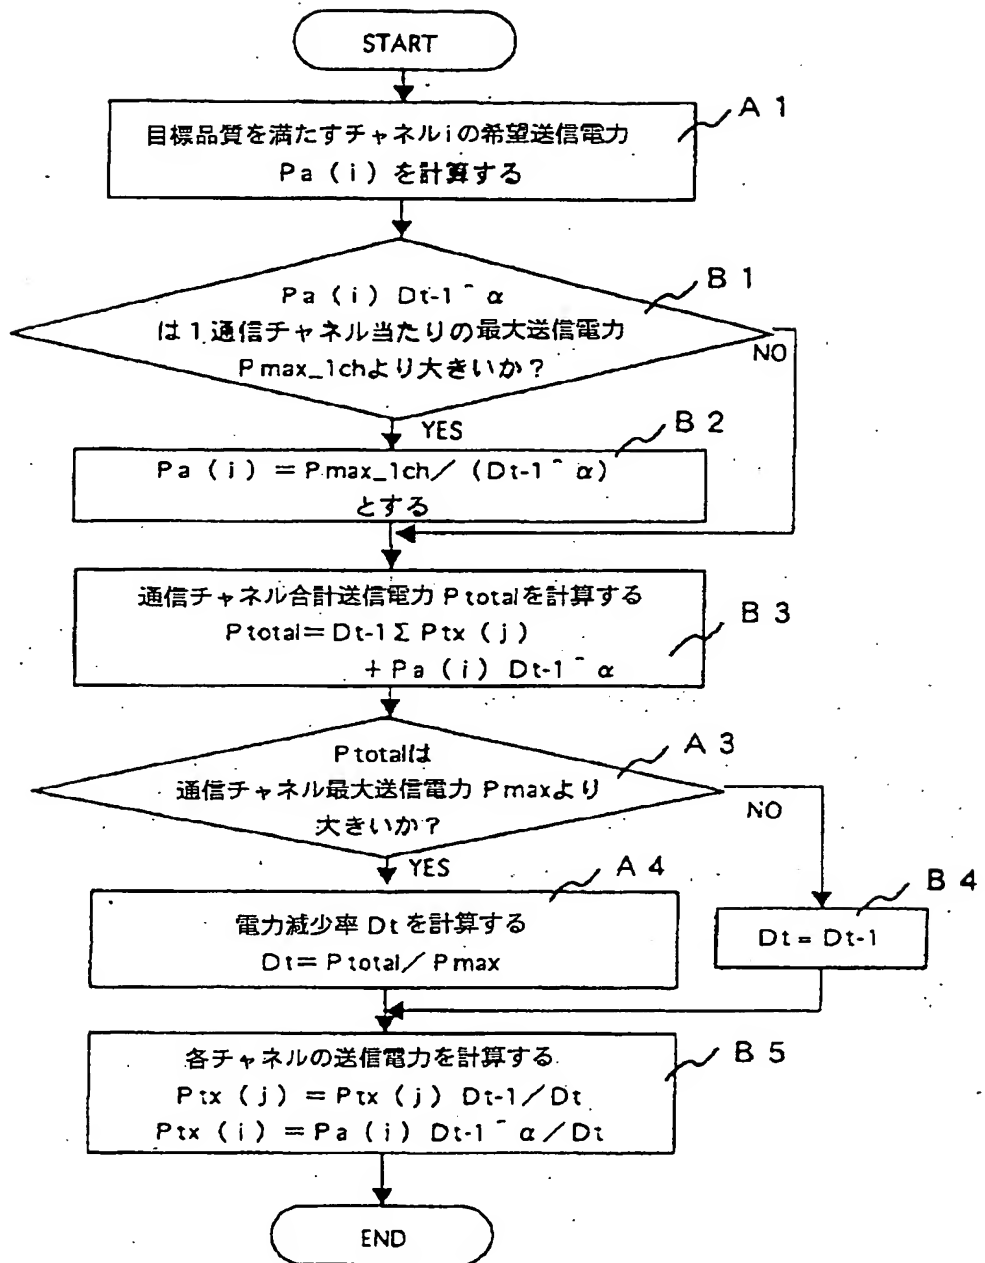 START
A 1
目標品質を満たすチャネルiの希望送信電力
Pa (i) を計算する
B 1
Pa (i) Dt-1 ^ α
は1通信チャネル当たりの最大送信電力
Pmax_1chより大きいか?
NO
YES
B 2
Pa (i) = Pmax_1ch/ (Dt-1 ^ α)
とする
通信チャネル合計送信電力 Ptotalを計算する
B 3
Ptotal= Dt-1 Σ Ptx (j)
+ Pa (i) Dt-1 ^ α
A 3
Ptotalは
通信チャネル最大送信電力 Pmaxより
大きいか?
NO
YES
A 4
B 4
電力減少率 Dt を計算する
Dt= Ptotal/ Pmax
Dt = Dt-1
各チャネルの送信電力を計算する
B 5
Ptx (j) = Ptx (j) Dt-1/Dt
Ptx (i) = Pa (i) Dt-1 ^ α/Dt
END